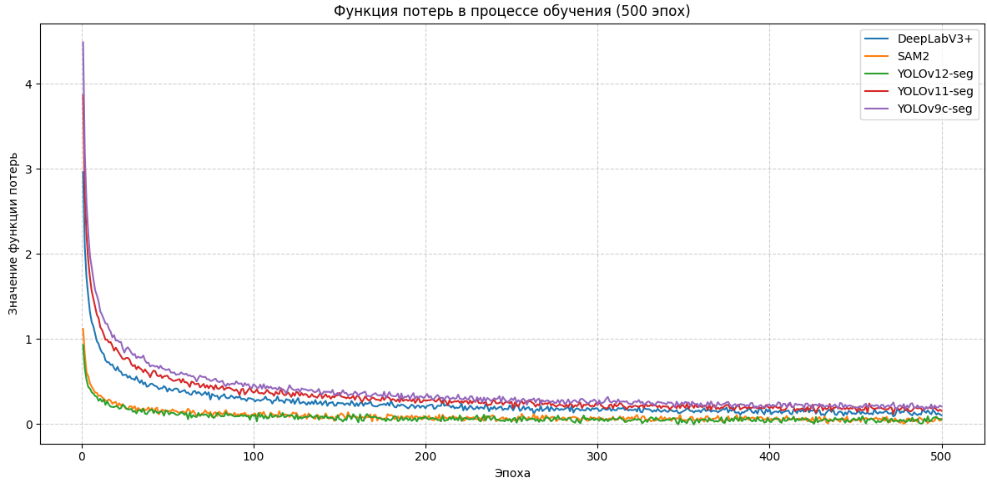 Функция потерь в процессе обучения (500 эпох)
DeepLabV3+
SAM2
YOLOv12-seg
YOLOv11-seg
YOLOv9c-seg
Значение функции потерь
4
3
2
1
0
0 100 200 300 400 500
Эпоха